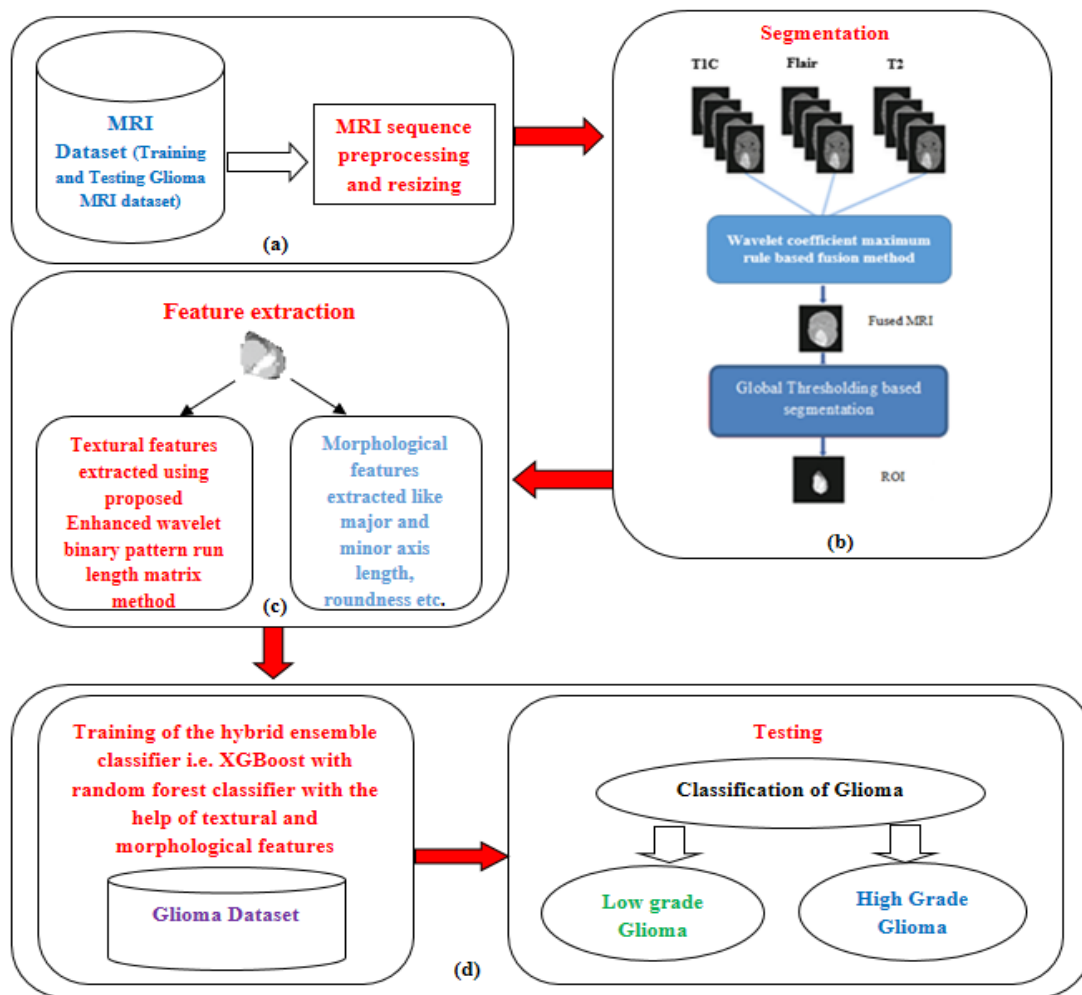 MRI
Dataset (Training
and Testing Glioma
MRI dataset)
MRI sequence
preprocessing
and resizing
(a)
Segmentation
T1C
Flair
T2
Wavelet coefficient maximum
rule based fusion method
Fused MRI
Global Thresholding based
segmentation
ROI
(b)
Feature extraction
Textural features
extracted using
proposed
Enhanced wavelet
binary pattern run
length matrix
method
Morphological
features
extracted like
major and
minor axis
length,
roundness etc.
(c)
Training of the hybrid ensemble
classifier i.e. XGBoost with
random forest classifier with the
help of textural and
morphological features
Glioma Dataset
Testing
Classification of Glioma
Low grade
Glioma
High Grade
Glioma
(d)